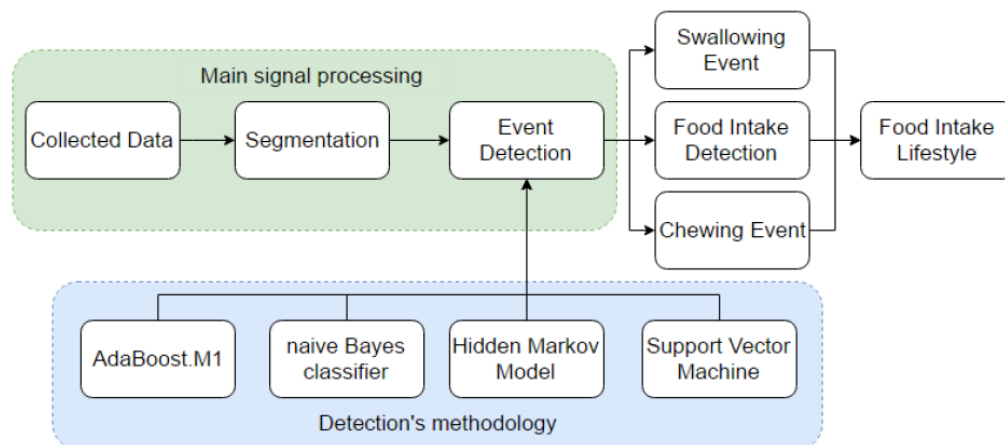 Main signal processing
Collected Data
Segmentation
Event
Detection
Swallowing
Event
Food Intake
Detection
Chewing Event
Food Intake
Lifestyle
AdaBoost.M1
naive Bayes
classifier
Hidden Markov
Model
Support Vector
Machine
Detection's methodology